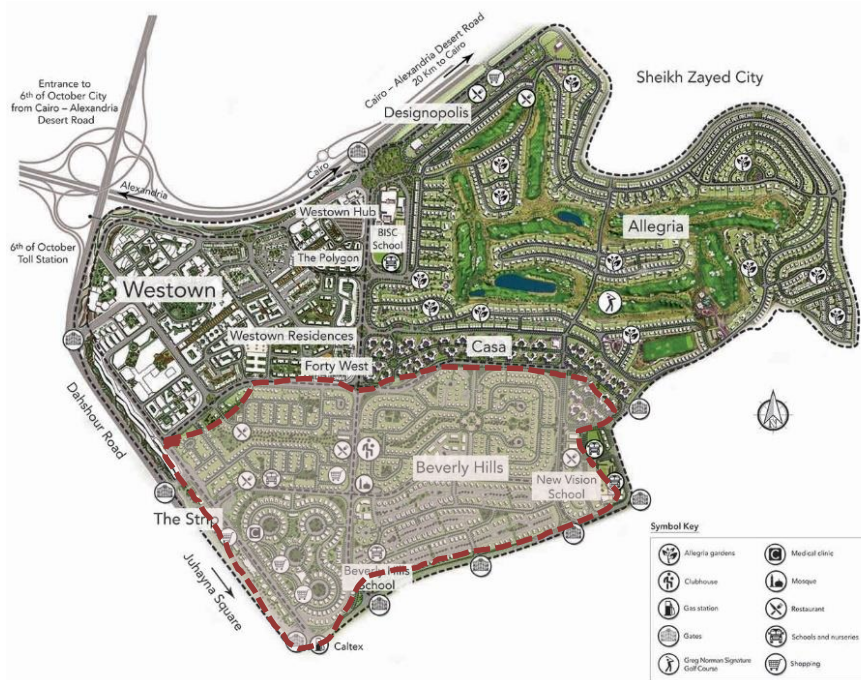 Entrance to
6th of October City
from Cairo – Alexandria
Desert Road
Cairo – Alexandria Desert Road
20 Km to Cairo
Sheikh Zayed City
Designopolis
Cairo
Alexandria
6th of October
Toll Station
Westown Hub
BISC
School
The Polygon
Allegria
Westown
Westown Residences
Casa
Forty West
Dahshour Road
Beverly Hills
New Vision
School
The Strip
Juhayna Square
Beverly Hills
School
Caltex
Symbol Key
Allegria gardens
C
Medical clinic
Clubhouse
Mosque
Gas station
Restaurant
Gates
Schools and nurseries
Greg Norman Signature
Golf Course
Shopping
C